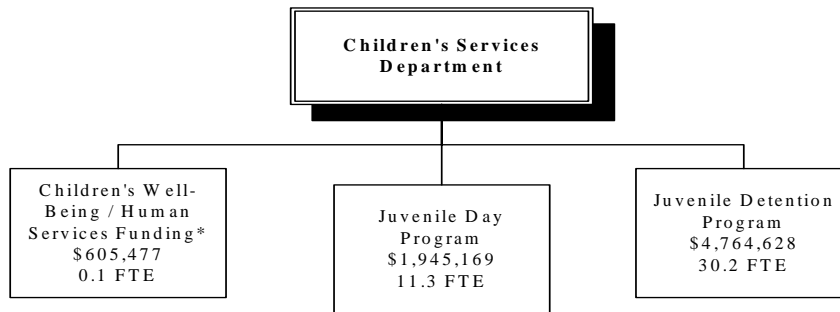 Children's Services
Department
Children's Well-
Being / Human
Services Funding*
$605,477
0.1 FTE
Juvenile Day
Program
$1,945,169
11.3 FTE
Juvenile Detention
Program
$4,764,628
30.2 FTE